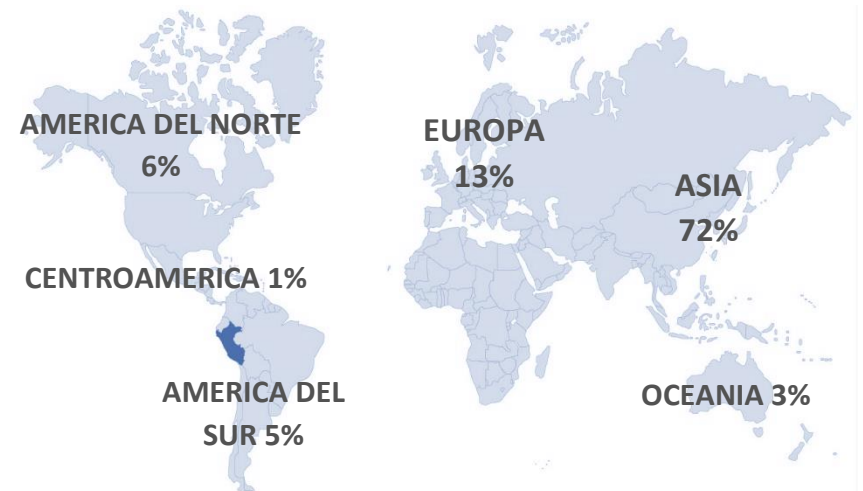 AMERICA DEL NORTE
6%
EUROPA
13%
ASIA
72%
CENTROAMERICA 1%
AMERICA DEL
SUR 5%
OCEANIA 3%